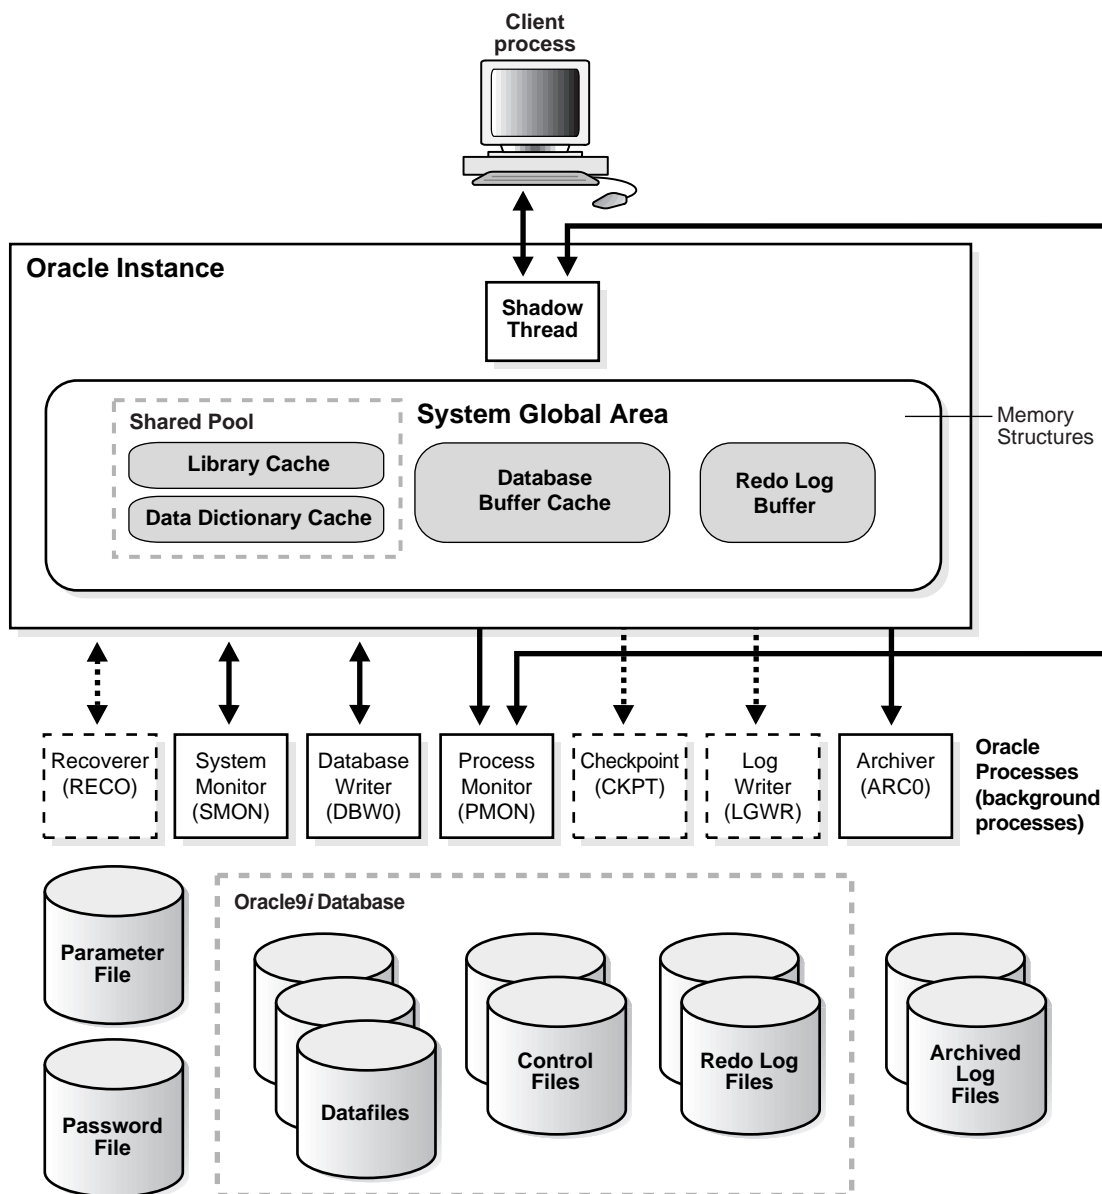 Client
process
Oracle Instance
Shadow
Thread
Shared Pool
System Global Area
Memory
Structures
Library Cache
Data Dictionary Cache
Database
Buffer Cache
Redo Log
Buffer
Recoverer
(RECO)
System
Monitor
(SMON)
Database
Writer
(DBW0)
Process
Monitor
(PMON)
Checkpoint
(CKPT)
Log
Writer
(LGWR)
Archiver
(ARC0)
Oracle
Processes
(background
processes)
Parameter
File
Password
File
Oracle9i Database
Datafiles
Control
Files
Redo Log
Files
Archived
Log
Files